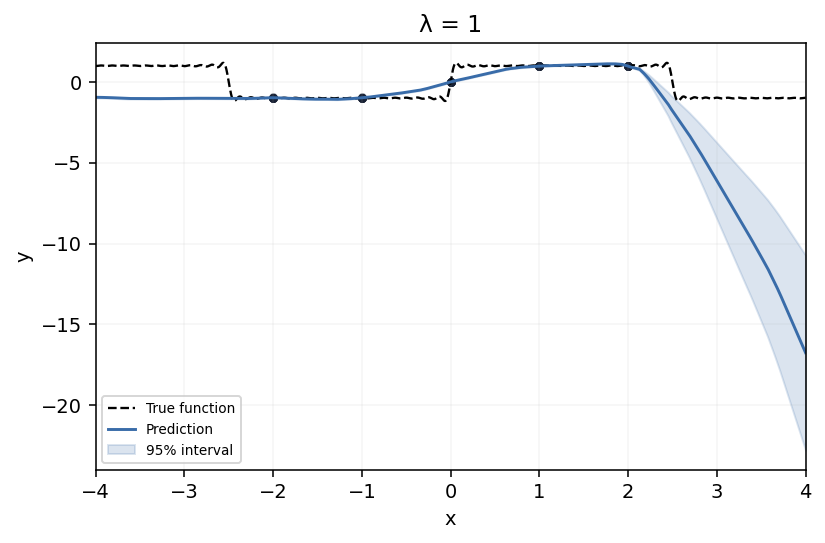 λ = 1
y
0
−5
−10
−15
−20
True function
Prediction
95% interval
−4 −3 −2 −1 0 1 2 3 4
x